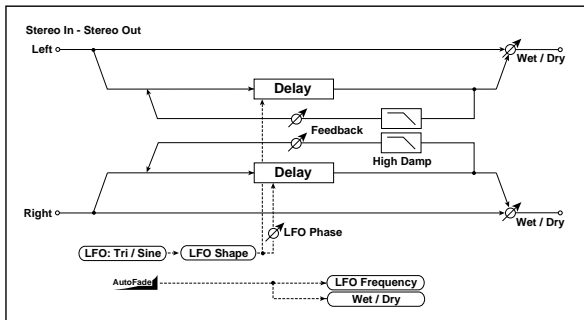 Stereo In - Stereo Out
Left
Wet / Dry
Delay
Feedback
High Damp
Delay
Right
Wet / Dry
LFO Phase
LFO: Tri / Sine
LFO Shape
AutoFade
LFO Frequency
Wet / Dry